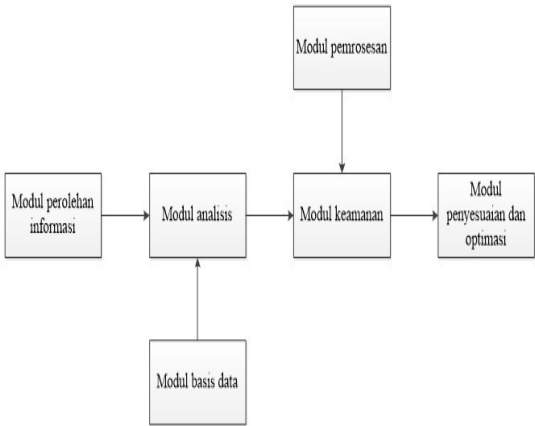 Modul pemrosesan
Modul perolehan
informasi
Modul analisis
Modul keamanan
Modul
penyesuaian dan
optimasi
Modul basis data